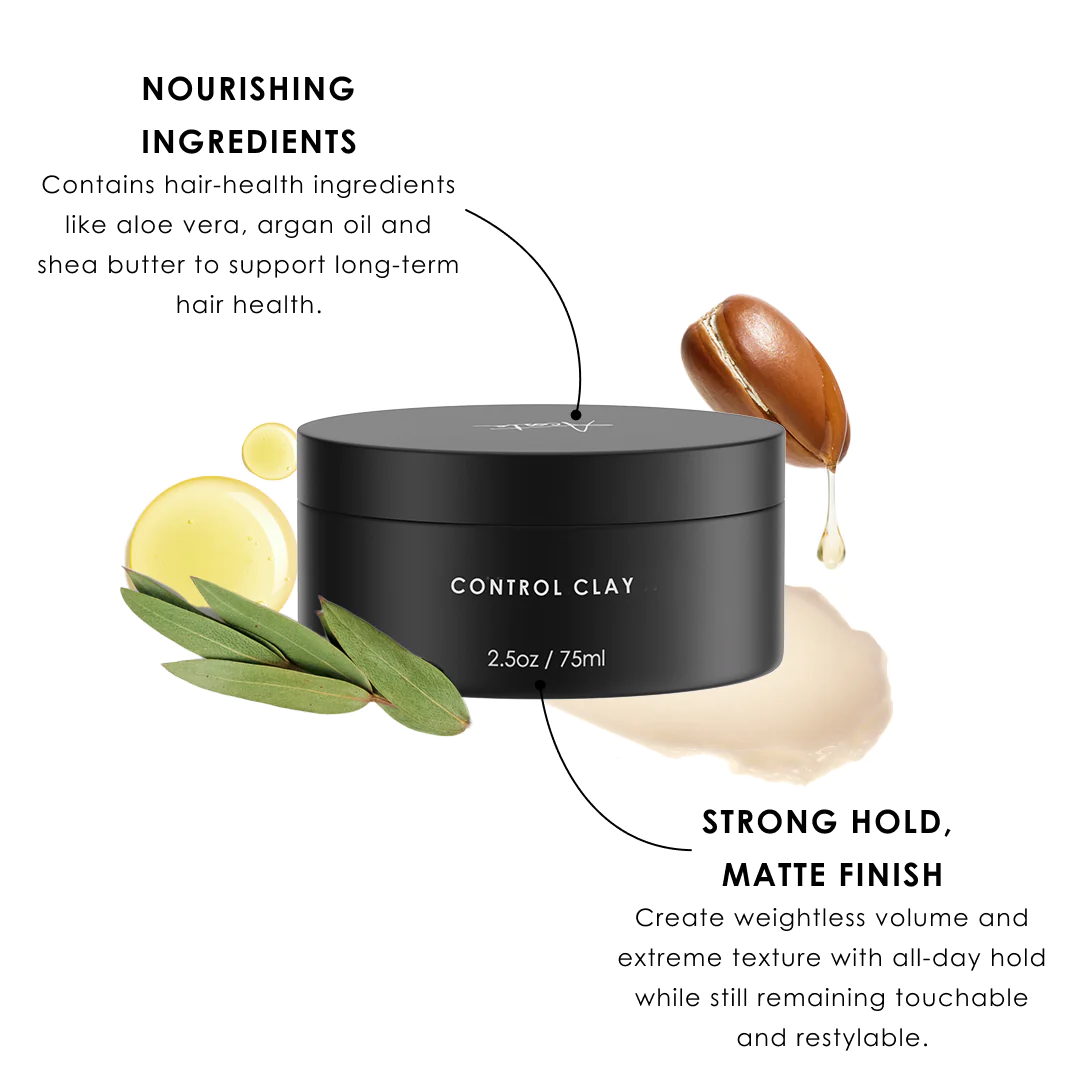 NOURISHING
INGREDIENTS
Contains hair-health ingredients
like aloe vera, argan oil and
shea butter to support long-term
hair health.
CONTROL CLAY
2.5oz / 75ml
STRONG HOLD,
MATTE FINISH
Create weightless volume and
extreme texture with all-day hold
while still remaining touchable
and restylable.